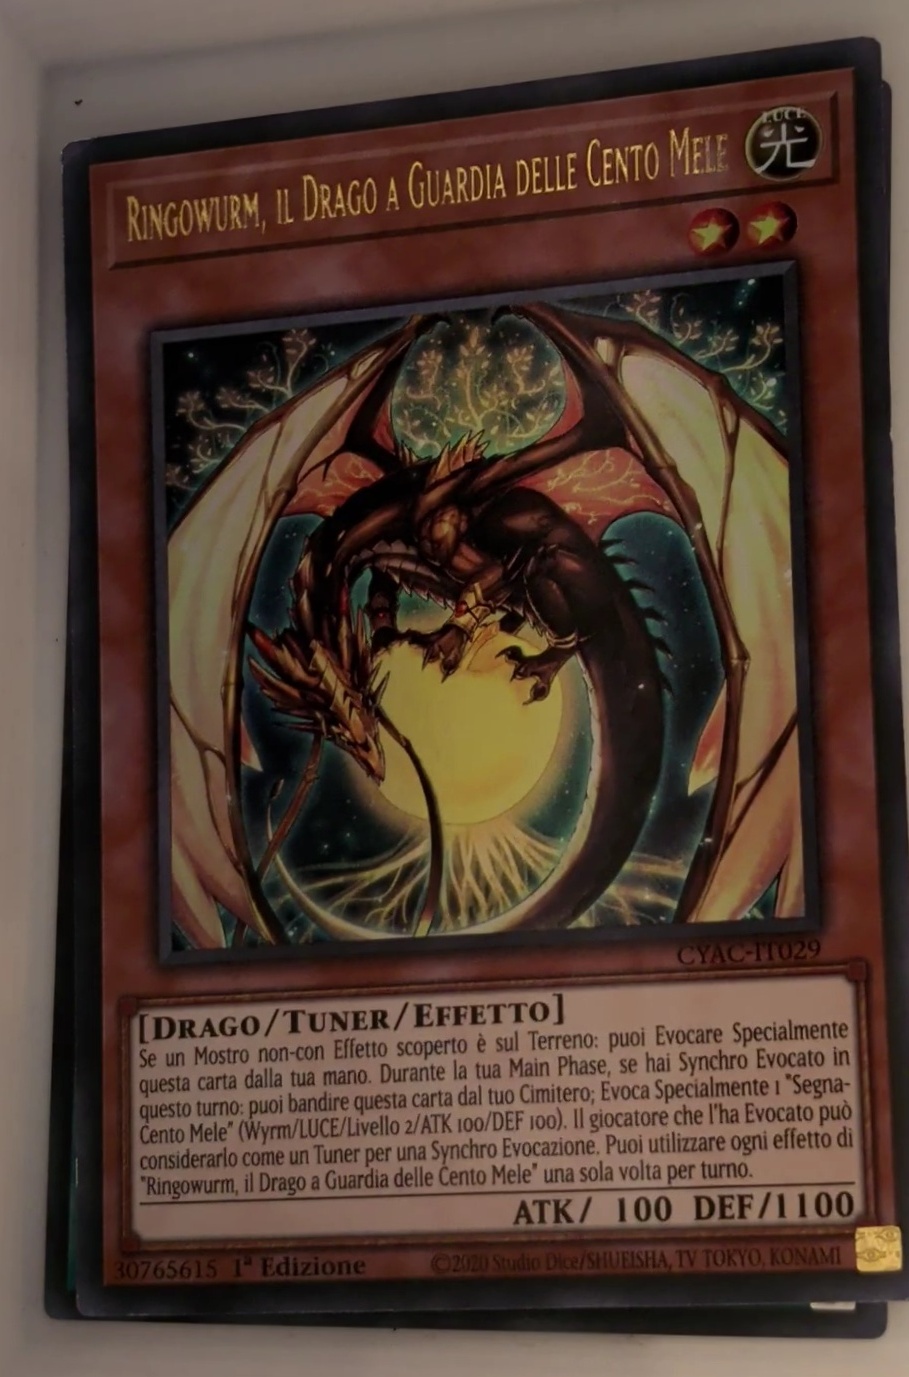 Ringowurm, il Drago a Guardia delle Cento Mele
LUCE
光
CYAC-IT029
[Drago/Tuner/Effetto]
Se un Mostro non-con Effetto scoperto è sul Terreno: puoi Evocare Specialmente
questa carta dalla tua mano. Durante la tua Main Phase, se hai Synchro Evocato in
questo turno: puoi bandire questa carta dal tuo Cimitero; Evoca Specialmente 1 "Segna-
Cento Mele" (Wyrm/LUCE/Livello 2/ATK 100/DEF 100). Il giocatore che l'ha Evocato può
considerarlo come un Tuner per una Synchro Evocazione. Puoi utilizzare ogni effetto di
"Ringowurm, il Drago a Guardia delle Cento Mele" una sola volta per turno.
ATK/ 100 DEF/1100
30765615 1ª Edizione ©2020 Studio Dice/SHUEISHA, TV TOKYO, KONAMI